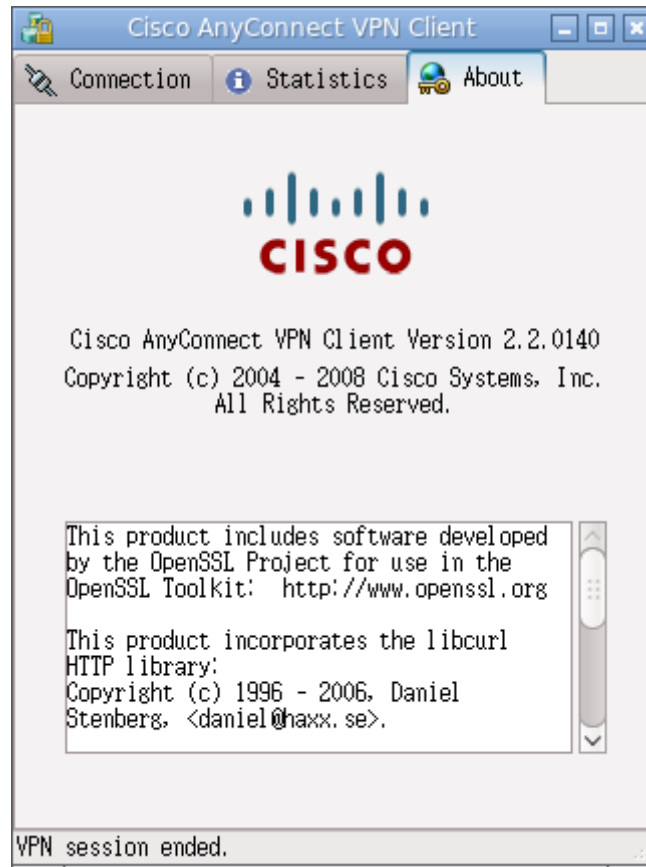 Cisco AnyConnect VPN Client
Connection
Statistics
About
CISCO
Cisco AnyConnect VPN Client Version 2.2.0140
Copyright (c) 2004 - 2008 Cisco Systems, Inc.
All Rights Reserved.
This product includes software developed
by the OpenSSL Project for use in the
OpenSSL Toolkit:  http://www.openssl.org
This product incorporates the libcurl
HTTP library:
Copyright (c) 1996 - 2006, Daniel
Stenberg, <daniel@haxx.se>.
VPN session ended.